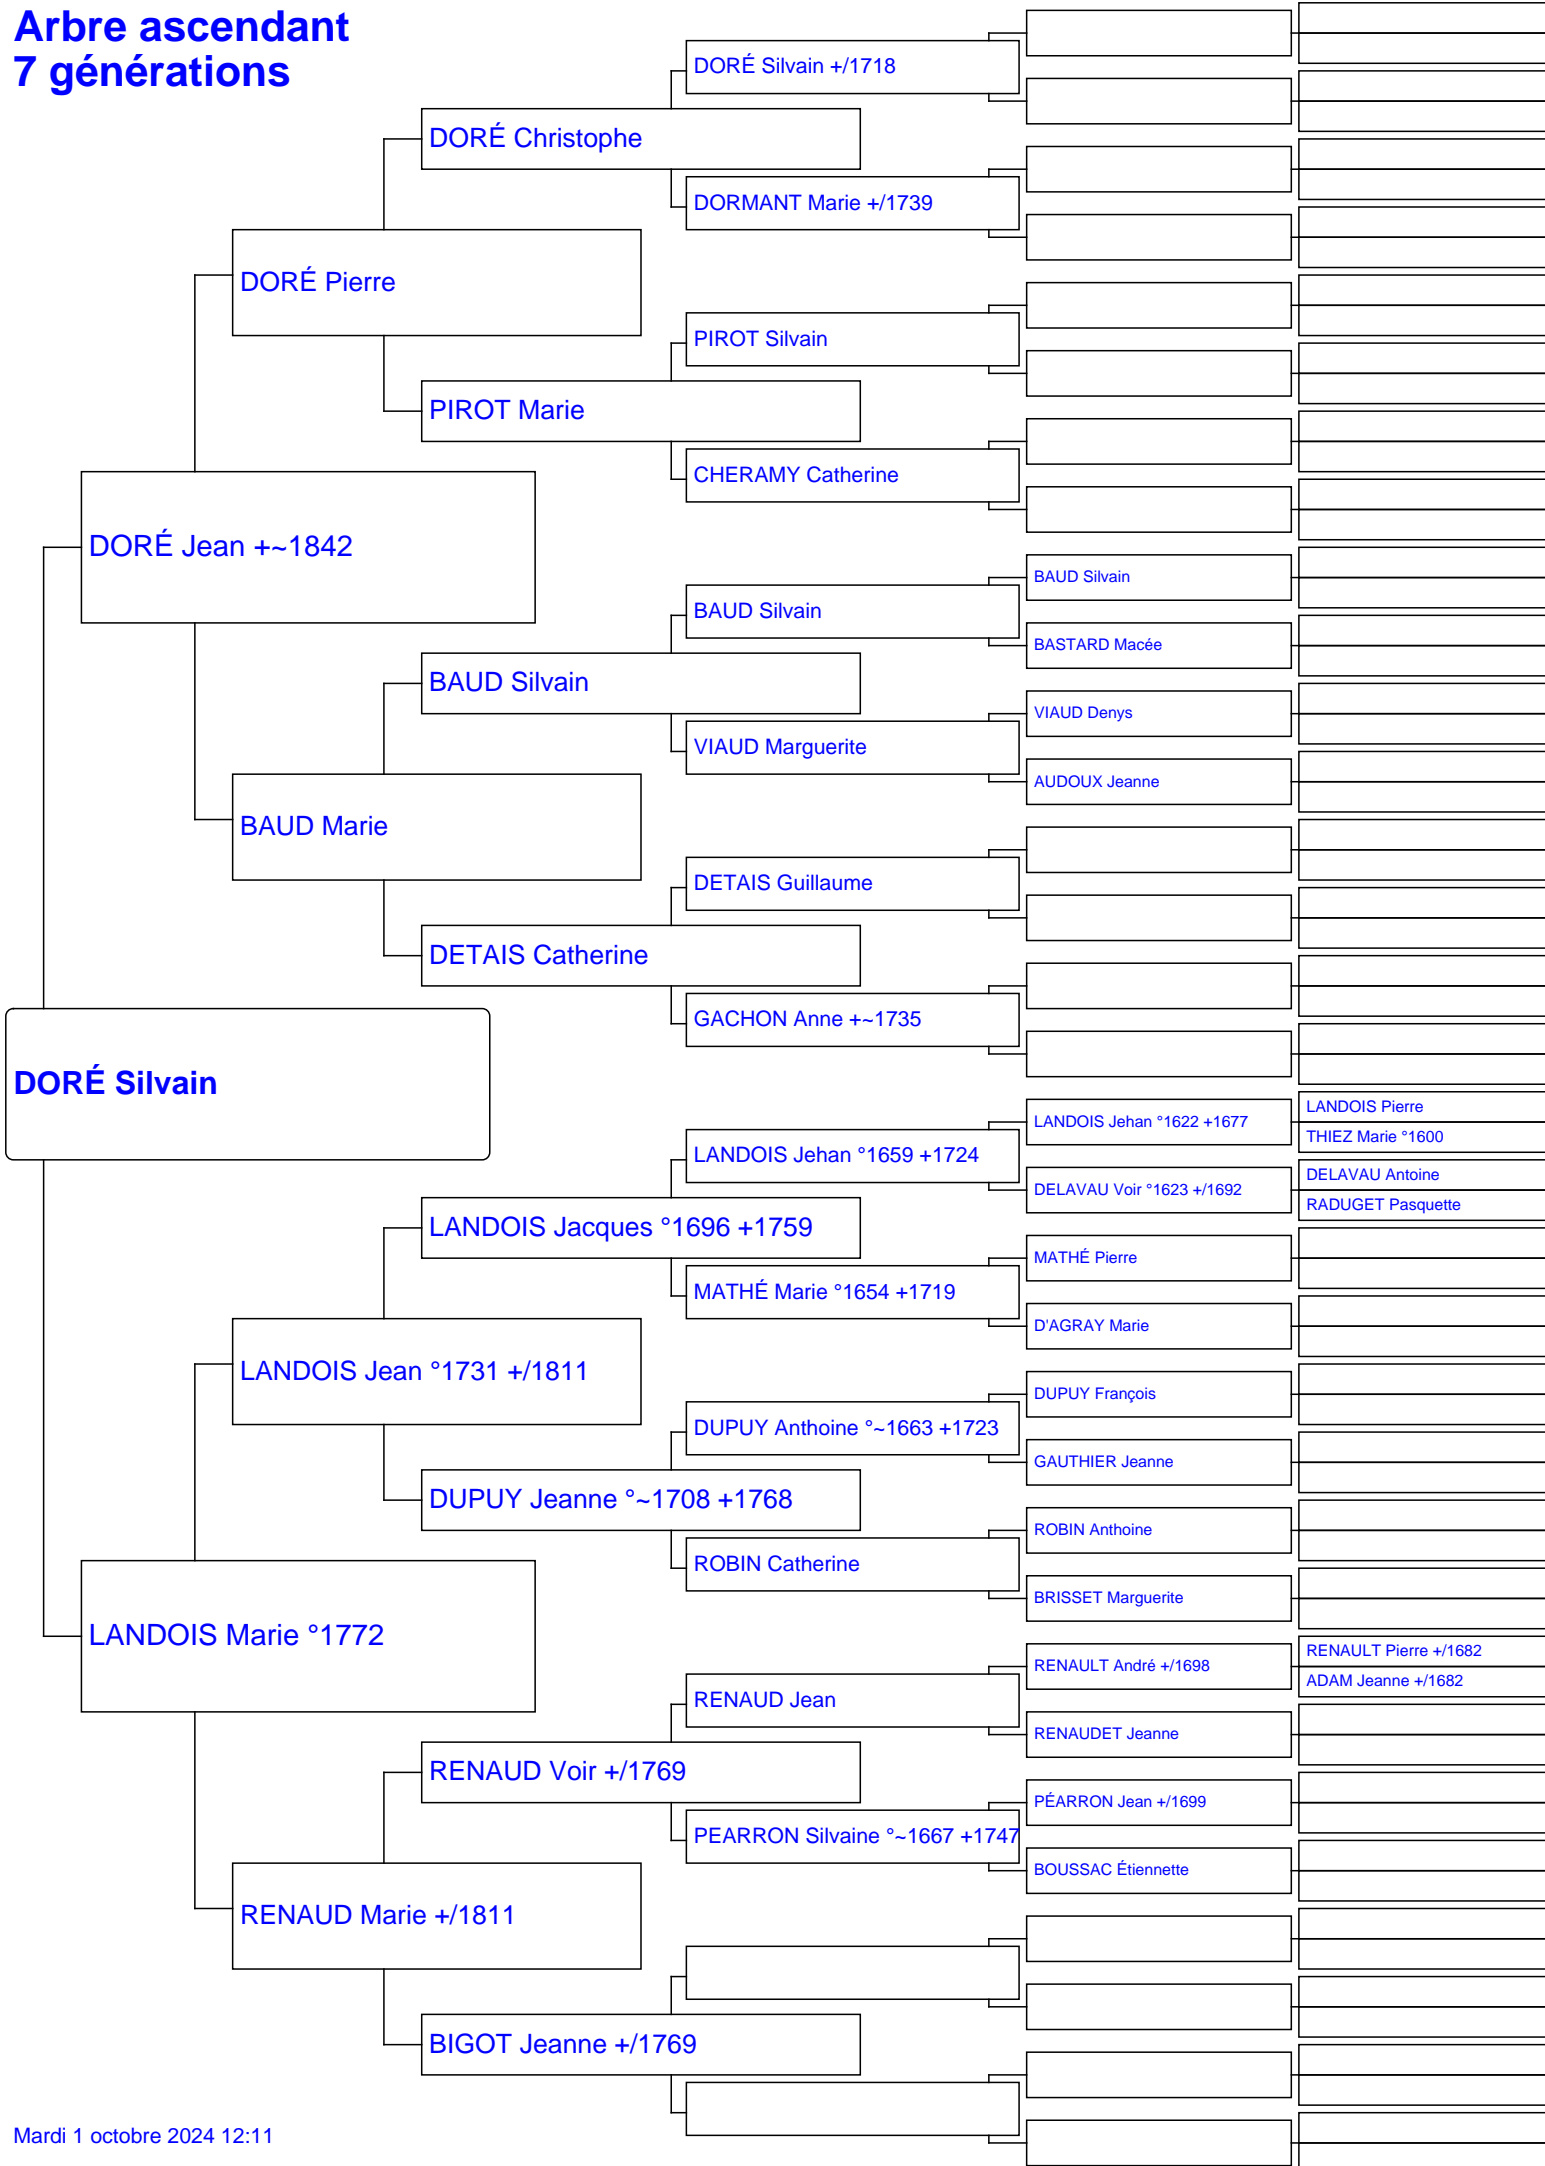 Arbre ascendant
7 générations
DORÉ Silvain +/1718
DORÉ Christophe
DORMANT Marie +/1739
DORÉ Pierre
PIROT Silvain
PIROT Marie
CHERAMY Catherine
DORÉ Jean +~1842
BAUD Silvain
BAUD Silvain
BASTARD Macée
BAUD Silvain
VIAUD Denys
VIAUD Marguerite
AUDOUX Jeanne
BAUD Marie
DETAIS Guillaume
DETAIS Catherine
GACHON Anne +~1735
DORÉ Silvain
LANDOIS Pierre
LANDOIS Jehan °1622 +1677
THIEZ Marie °1600
LANDOIS Jehan °1659 +1724
DELAVAU Antoine
DELAVAU Voir °1623 +/1692
RADUGET Pasquette
LANDOIS Jacques °1696 +1759
MATHÉ Pierre
MATHÉ Marie °1654 +1719
D'AGRAY Marie
LANDOIS Jean °1731 +/1811
DUPUY François
DUPUY Anthoine °~1663 +1723
GAUTHIER Jeanne
DUPUY Jeanne °~1708 +1768
ROBIN Anthoine
ROBIN Catherine
BRISSET Marguerite
LANDOIS Marie °1772
RENAULT Pierre +/1682
RENAULT André +/1698
ADAM Jeanne +/1682
RENAUD Jean
RENAUDET Jeanne
RENAUD Voir +/1769
PÉARRON Jean +/1699
PEARRON Silvaine °~1667 +1747
BOUSSAC Étiennette
RENAUD Marie +/1811
BIGOT Jeanne +/1769
Mardi 1 octobre 2024 12:11